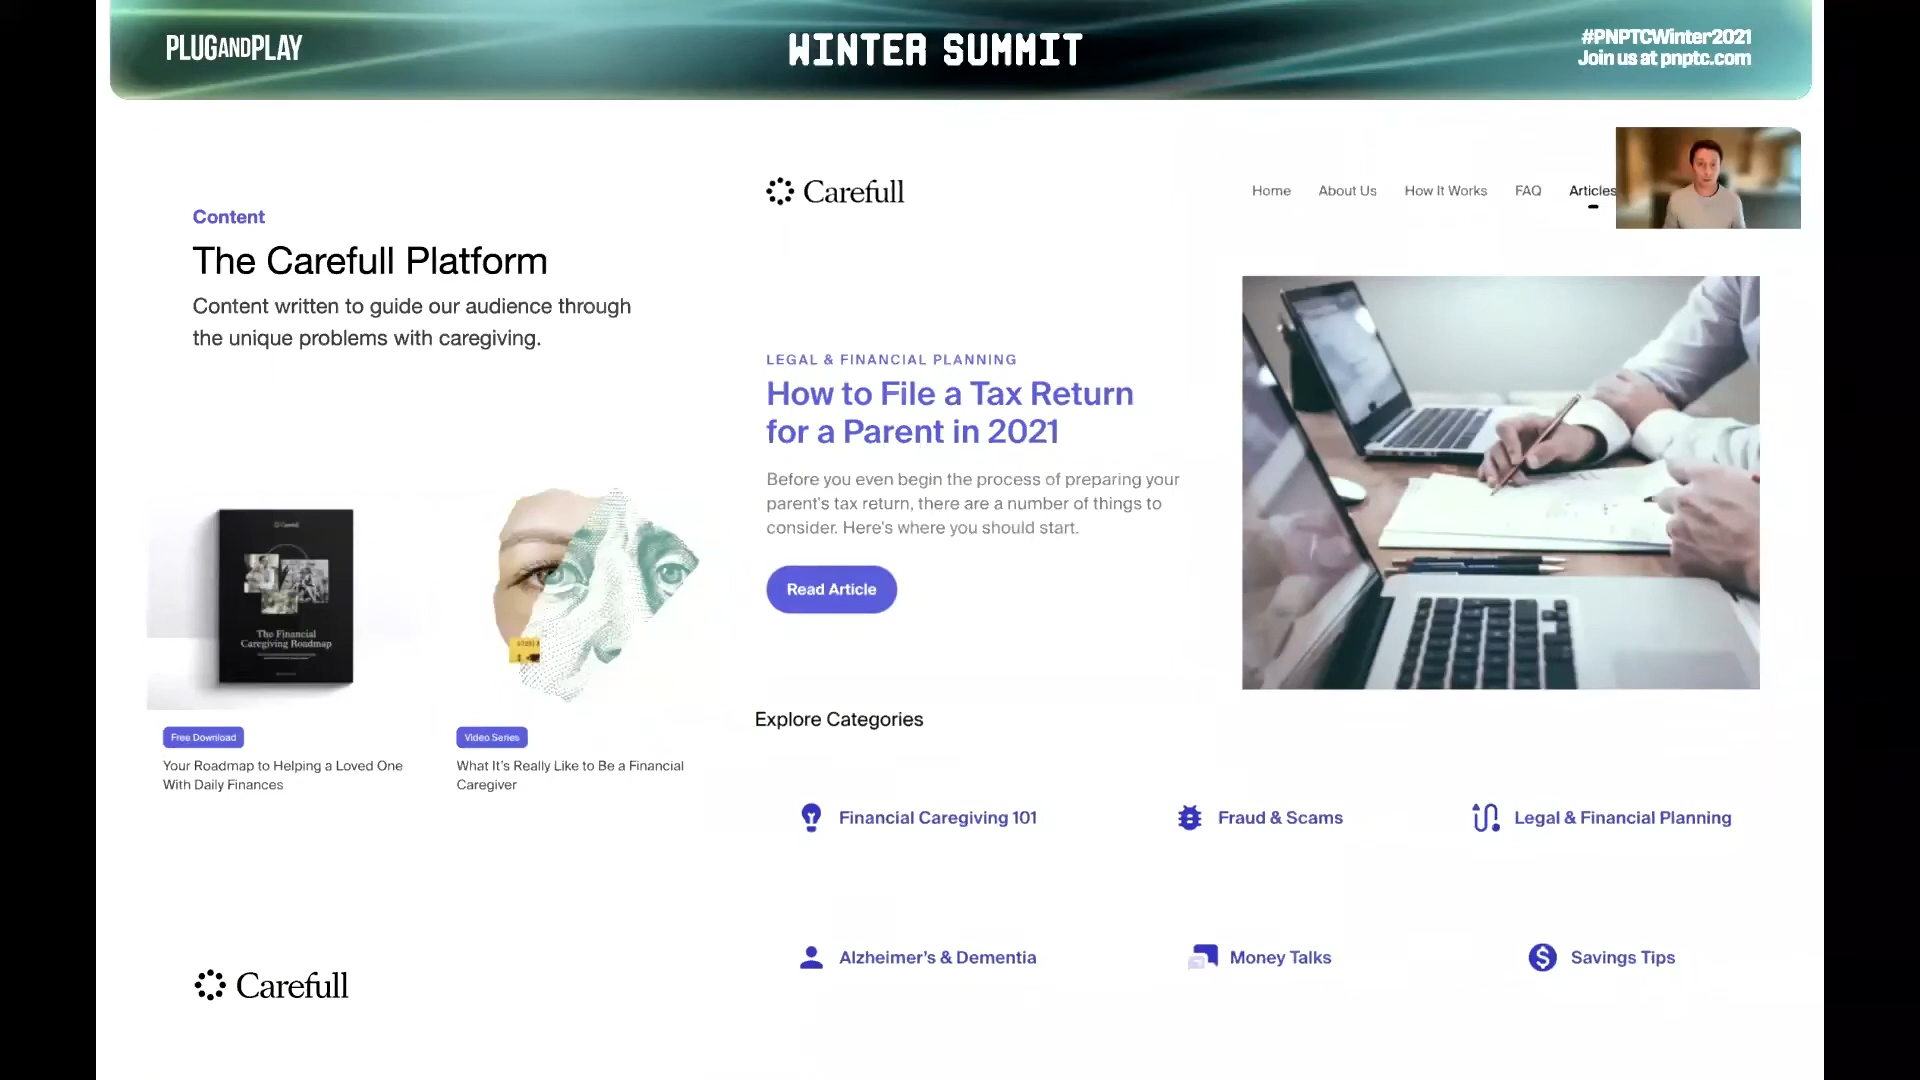 PLUGANDPLAY
WINTER SUMMIT
#PNPTCWinter2021
Join us at pnptc.com
Content
The Carefull Platform
Content written to guide our audience through
the unique problems with caregiving.
Carefull
The Financial
Caregiving Roadmap
Free Download
Your Roadmap to Helping a Loved One
With Daily Finances
Video Series
What It's Really Like to Be a Financial
Caregiver
Carefull
Carefull
Home About Us How It Works FAQ Articles
LEGAL & FINANCIAL PLANNING
How to File a Tax Return
for a Parent in 2021
Before you even begin the process of preparing your
parent's tax return, there are a number of things to
consider. Here's where you should start.
Read Article
Explore Categories
Financial Caregiving 101
Fraud & Scams
Legal & Financial Planning
Alzheimer's & Dementia
Money Talks
Savings Tips